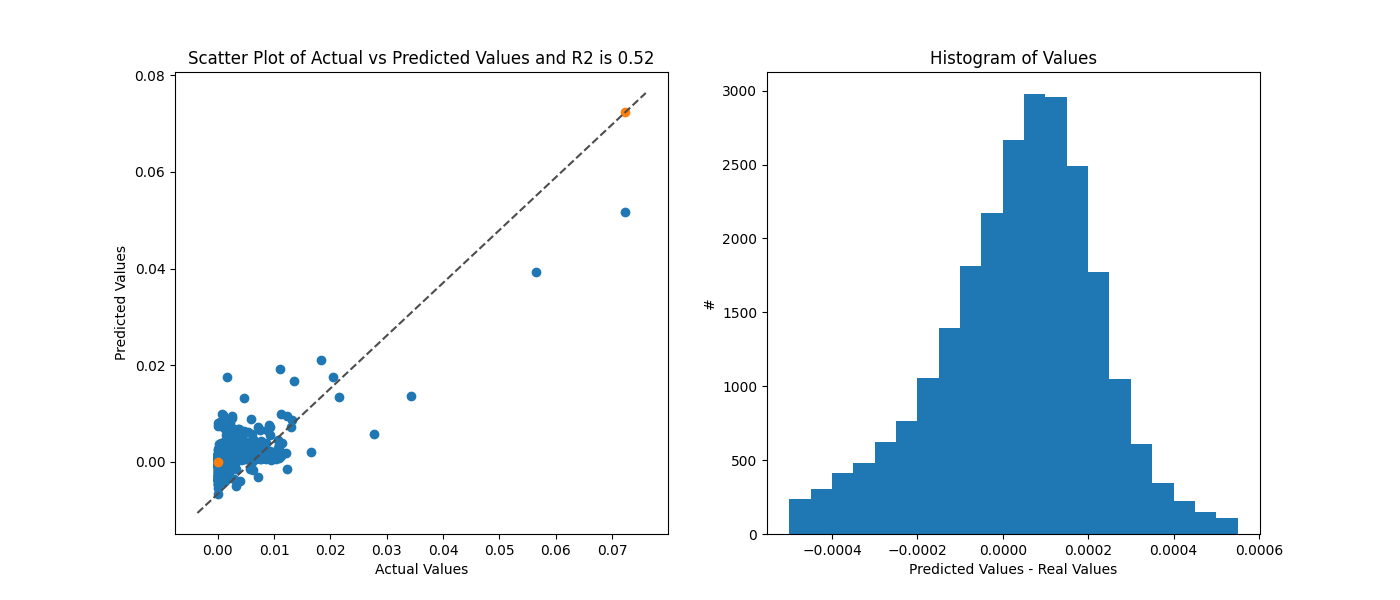 Scatter Plot of Actual vs Predicted Values and R2 is 0.52
0.08
0.06
0.04
0.02
0.00
Predicted Values
0.00 0.01 0.02 0.03 0.04 0.05 0.06 0.07
Actual Values
Histogram of Values
3000
2500
2000
1500
1000
500
0
#
−0.0004 −0.0002 0.0000 0.0002 0.0004 0.0006
Predicted Values - Real Values